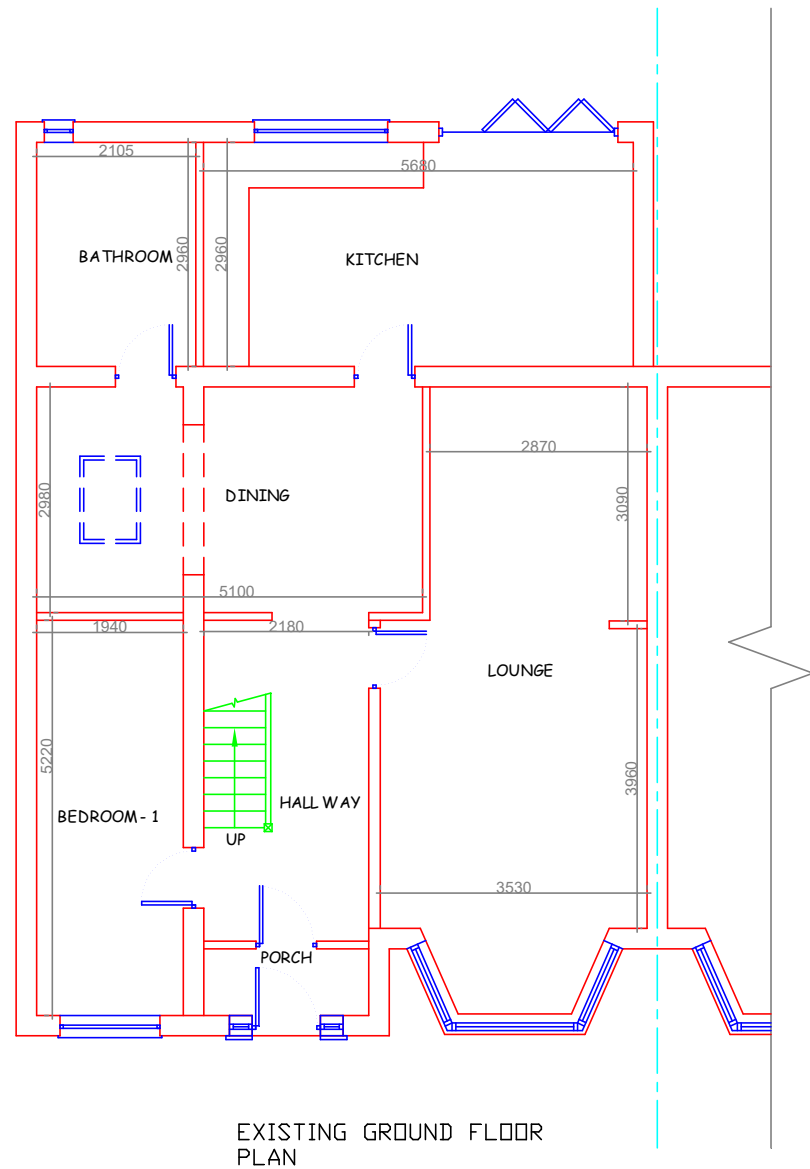 2105
5680
BATHROOM
2960
2960
KITCHEN
2870
2980
DINING
3090
5100
1940
2180
LOUNGE
5220
3960
HALL WAY
BEDROOM - 1
UP
3530
PORCH
EXISTING GROUND FLOOR
PLAN